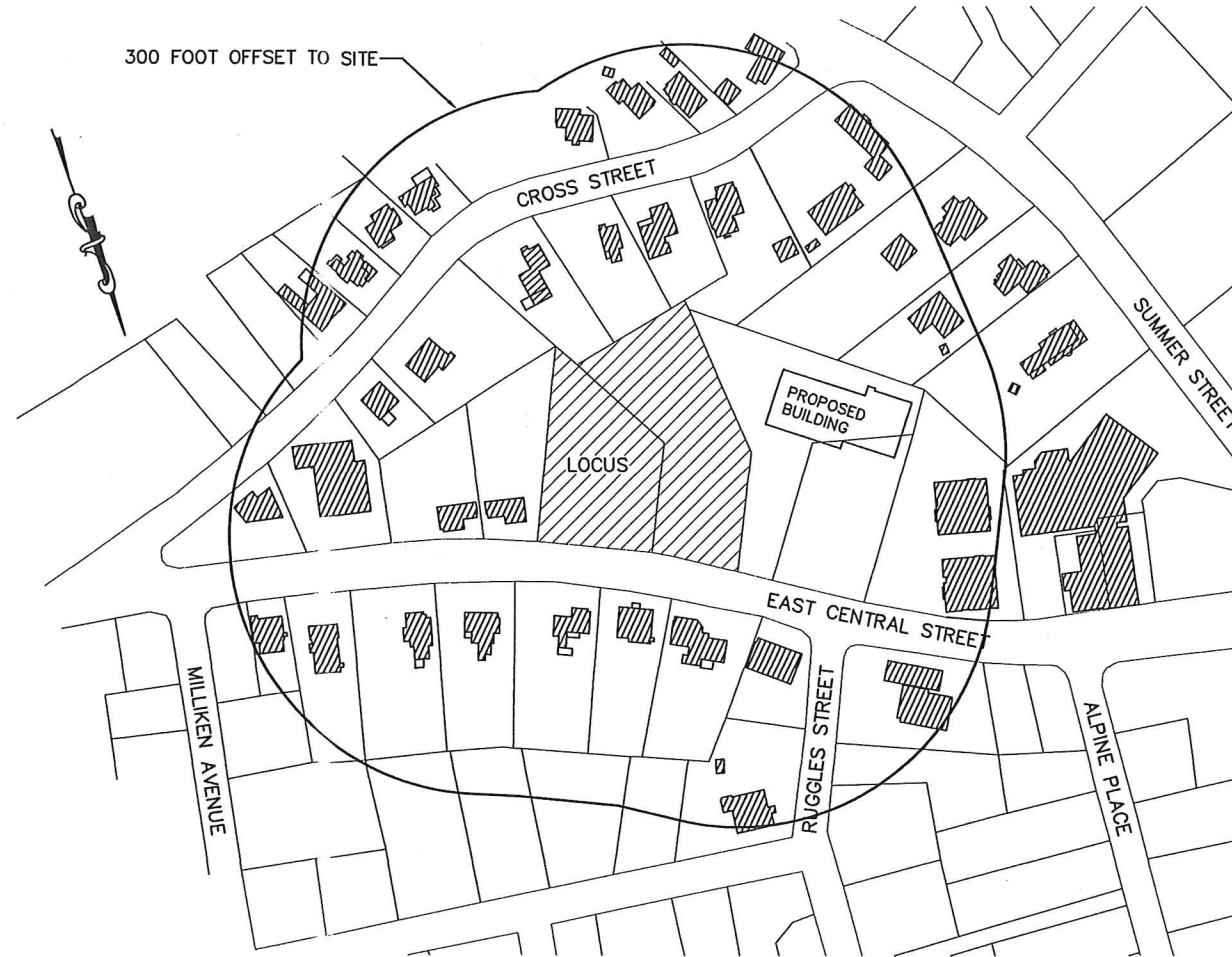 300 FOOT OFFSET TO SITE
CROSS STREET
SUMMER STREET
PROPOSED
BUILDING
LOCUS
EAST CENTRAL STREET
MILLIKEN AVENUE
RUGGLES STREET
ALPINE PLACE